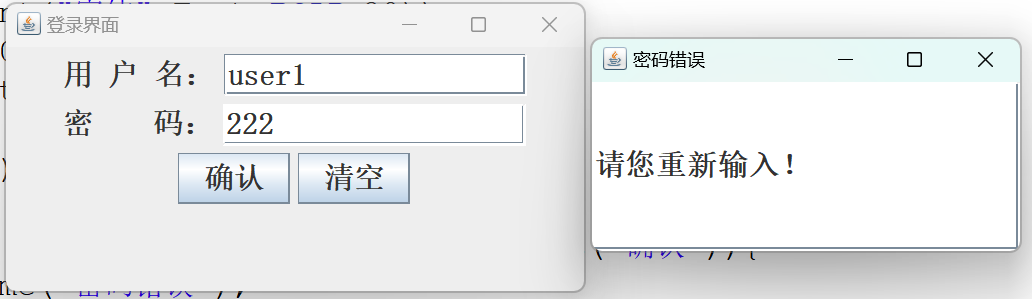 登录界面
用 户 名： user1
密 码： 222
确认 清空
密码错误
请您重新输入！